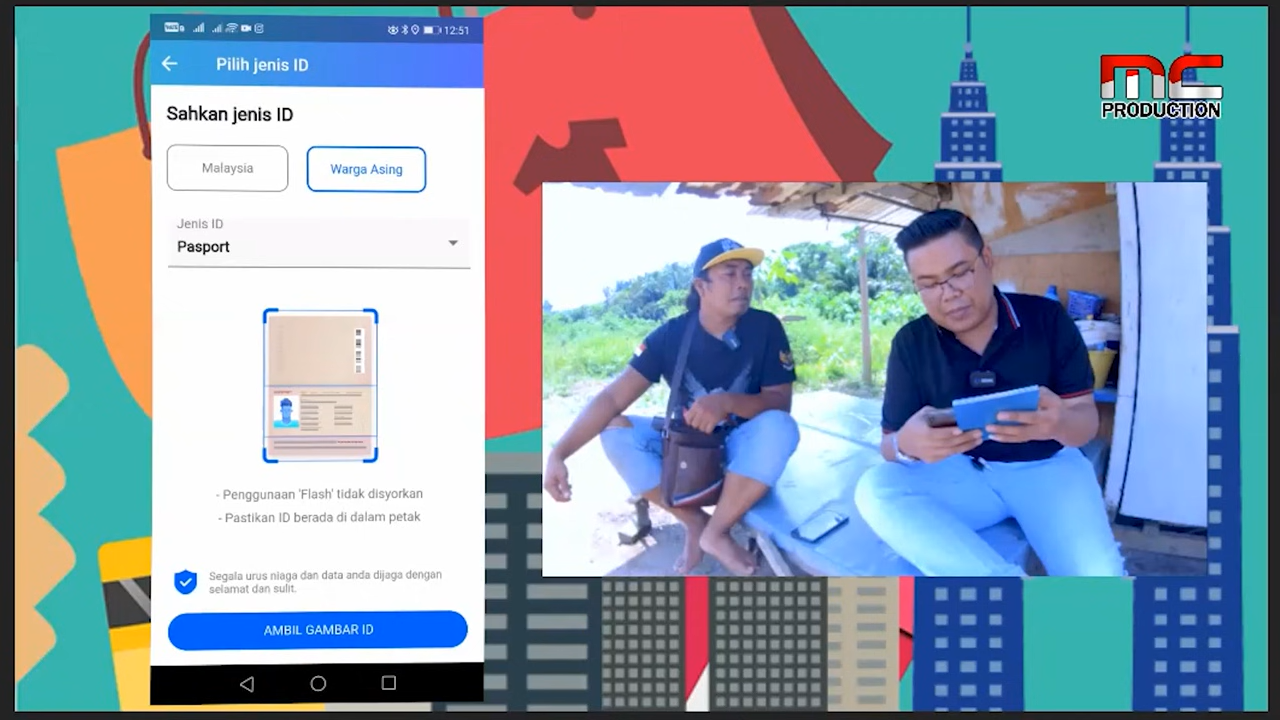 12:51
Pilih jenis ID
Sahkan jenis ID
Malaysia
Warga Asing
Jenis ID
Pasport
- Penggunaan 'Flash' tidak disyorkan
- Pastikan ID berada di dalam petak
Segala urus niaga dan data anda dijaga dengan
selamat dan sulit.
AMBIL GAMBAR ID
MC
PRODUCTION